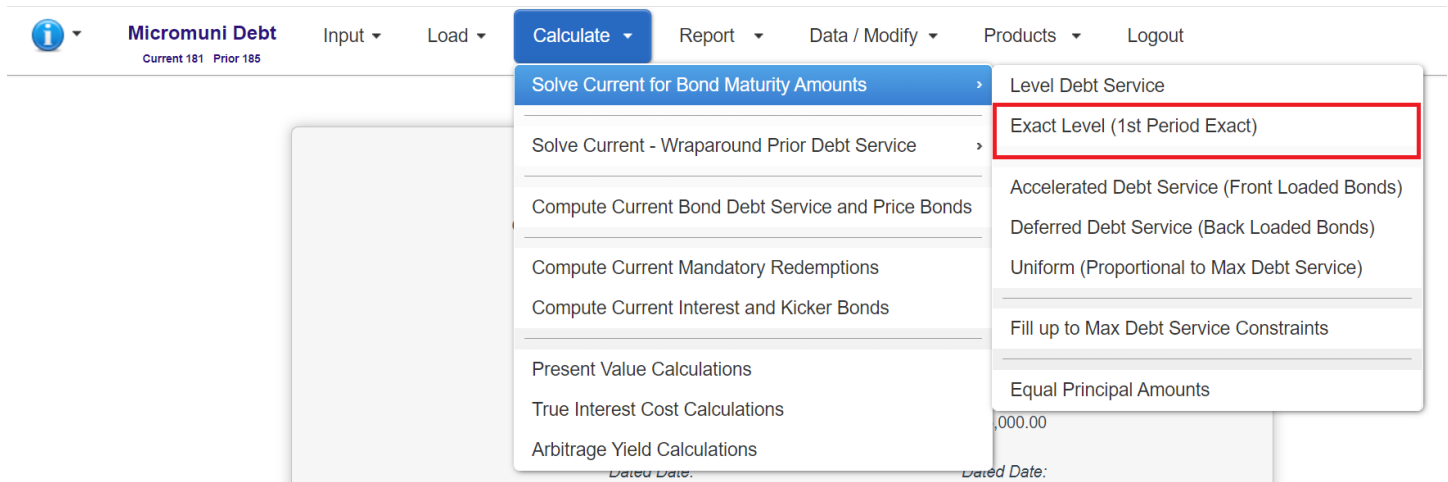 Micromuni Debt
Current 181 Prior 185
Input
Load
Calculate
Report
Data / Modify
Products
Logout
Solve Current for Bond Maturity Amounts
Solve Current - Wraparound Prior Debt Service
Compute Current Bond Debt Service and Price Bonds
Compute Current Mandatory Redemptions
Compute Current Interest and Kicker Bonds
Present Value Calculations
True Interest Cost Calculations
Arbitrage Yield Calculations
Level Debt Service
Exact Level (1st Period Exact)
Accelerated Debt Service (Front Loaded Bonds)
Deferred Debt Service (Back Loaded Bonds)
Uniform (Proportional to Max Debt Service)
Fill up to Max Debt Service Constraints
Equal Principal Amounts
,000.00
Dated Date:
Dated Date: